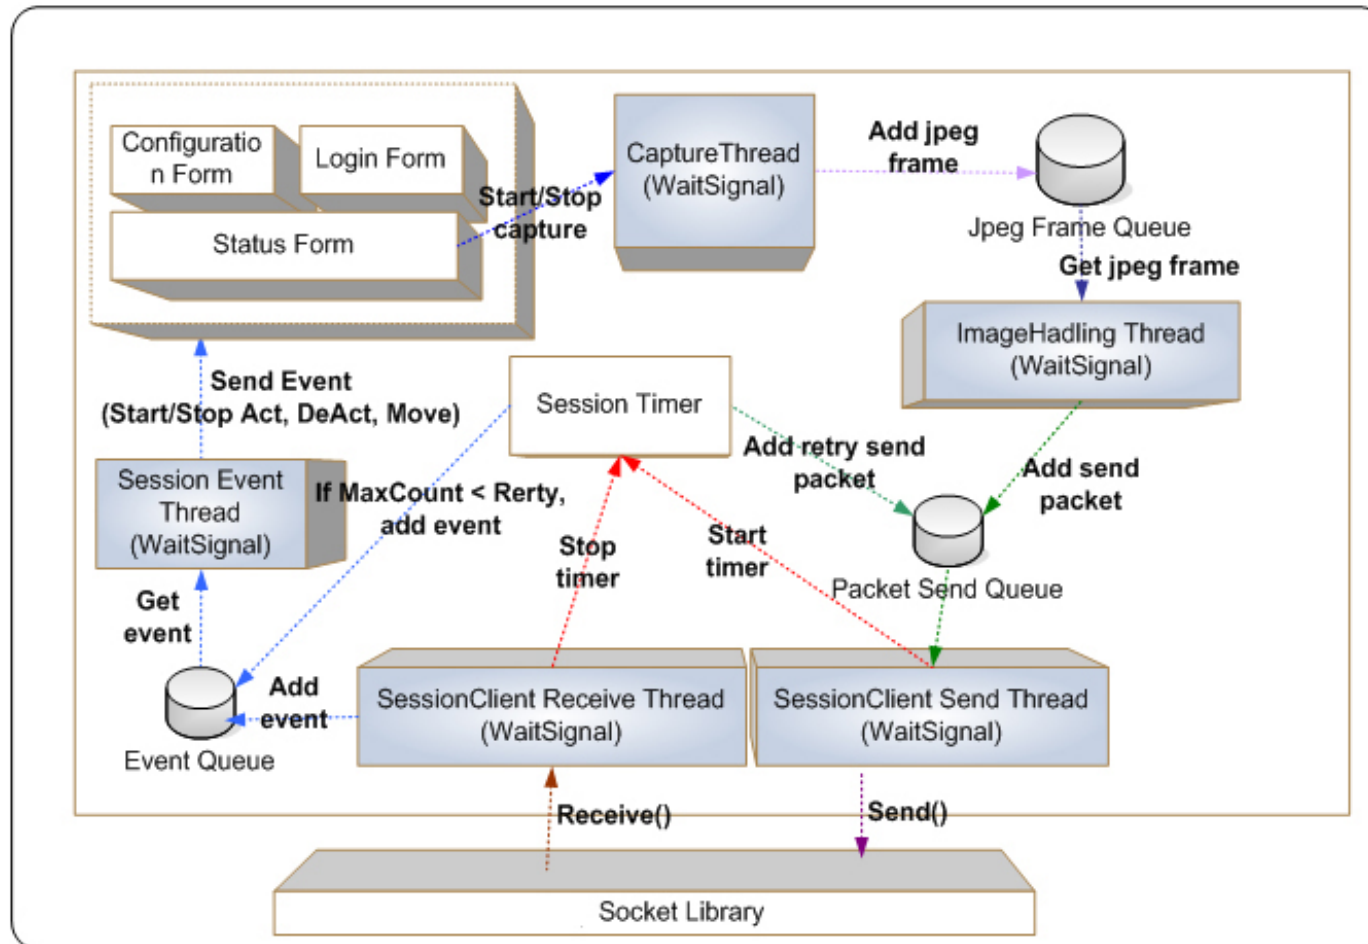 Configuratio
n Form
Login Form
Status Form
Start/Stop
capture
CaptureThread
(WaitSignal)
Add jpeg
frame
Jpeg Frame Queue
Get jpeg frame
ImageHadling Thread
(WaitSignal)
Send Event
(Start/Stop Act, DeAct, Move)
Session Timer
Add retry send
packet
Add send
packet
Session Event
Thread
(WaitSignal)
If MaxCount < Rerty,
add event
Stop
timer
Start
timer
Packet Send Queue
Get
event
Add
event
Event Queue
SessionClient Receive Thread
(WaitSignal)
SessionClient Send Thread
(WaitSignal)
Receive()
Send()
Socket Library